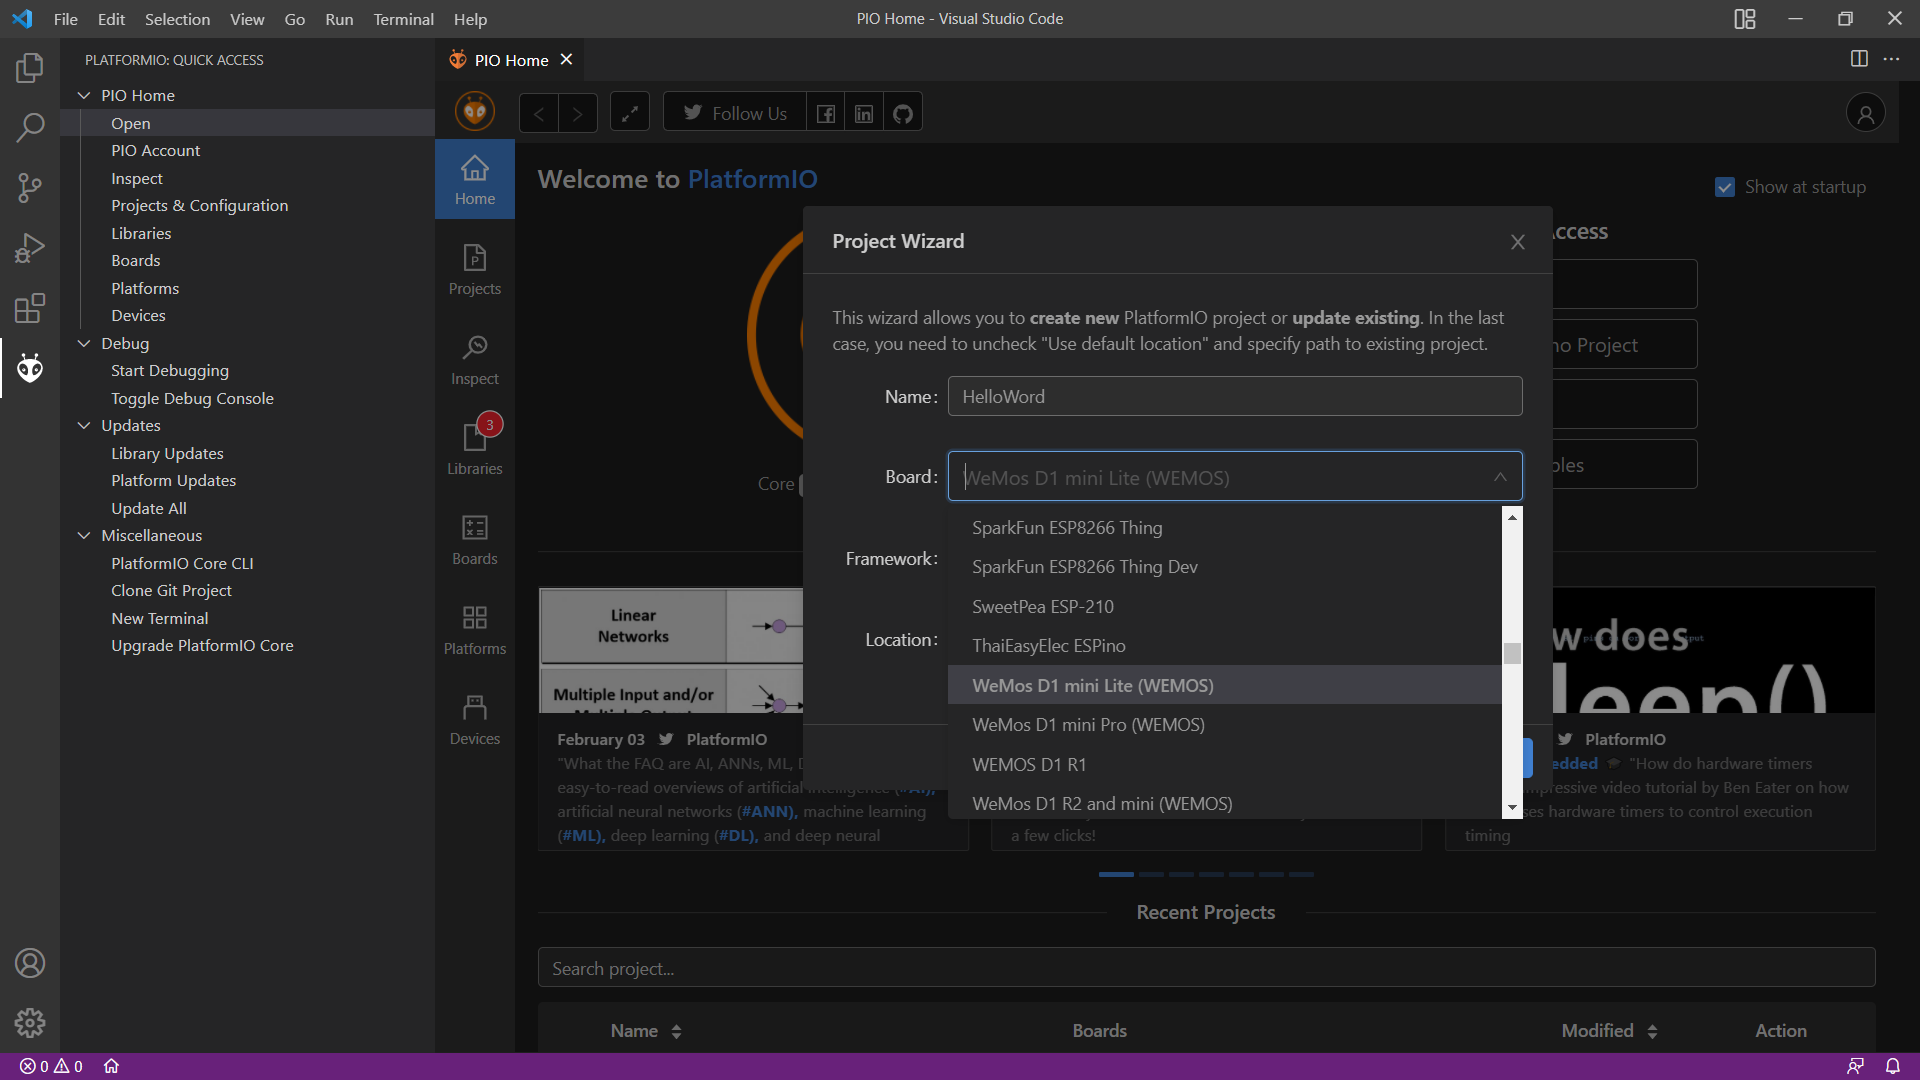 File Edit Selection View Go Run Terminal Help
PIO Home - Visual Studio Code
PLATFORMIO: QUICK ACCESS
PIO Home
Open
PIO Account
Inspect
Projects & Configuration
Libraries
Boards
Platforms
Devices
Debug
Start Debugging
Toggle Debug Console
Updates
Library Updates
Platform Updates
Update All
Miscellaneous
PlatformIO Core CLI
Clone Git Project
New Terminal
Upgrade PlatformIO Core
PIO Home
Follow Us
Home
Projects
Inspect
3
Libraries
Boards
Platforms
Devices
Welcome to PlatformIO
Show at startup
Core
Project Wizard
This wizard allows you to create new PlatformIO project or update existing. In the last
case, you need to uncheck "Use default location" and specify path to existing project.
Name:
HelloWord
Board:
WeMos D1 mini Lite (WEMOS)
SparkFun ESP8266 Thing
SparkFun ESP8266 Thing Dev
SweetPea ESP-210
ThaiEasyElec ESPino
WeMos D1 mini Lite (WEMOS)
WeMos D1 mini Pro (WEMOS)
WEMOS D1 R1
WeMos D1 R2 and mini (WEMOS)
Framework:
Location:
Project
Linear
Networks
Multiple Input and/or
February 03 PlatformIO
"What the FAQ are AI, ANNs, ML,
easy-to-read overviews of artificial intelligence (#AI),
artificial neural networks (#ANN), machine learning
(#ML), deep learning (#DL), and deep neural
a few clicks!
does
PlatformIO
"How do hardware timers
video tutorial by Ben Eater on how
hardware timers to control execution
timing
Recent Projects
Search project...
Name Boards Modified Action
0 0